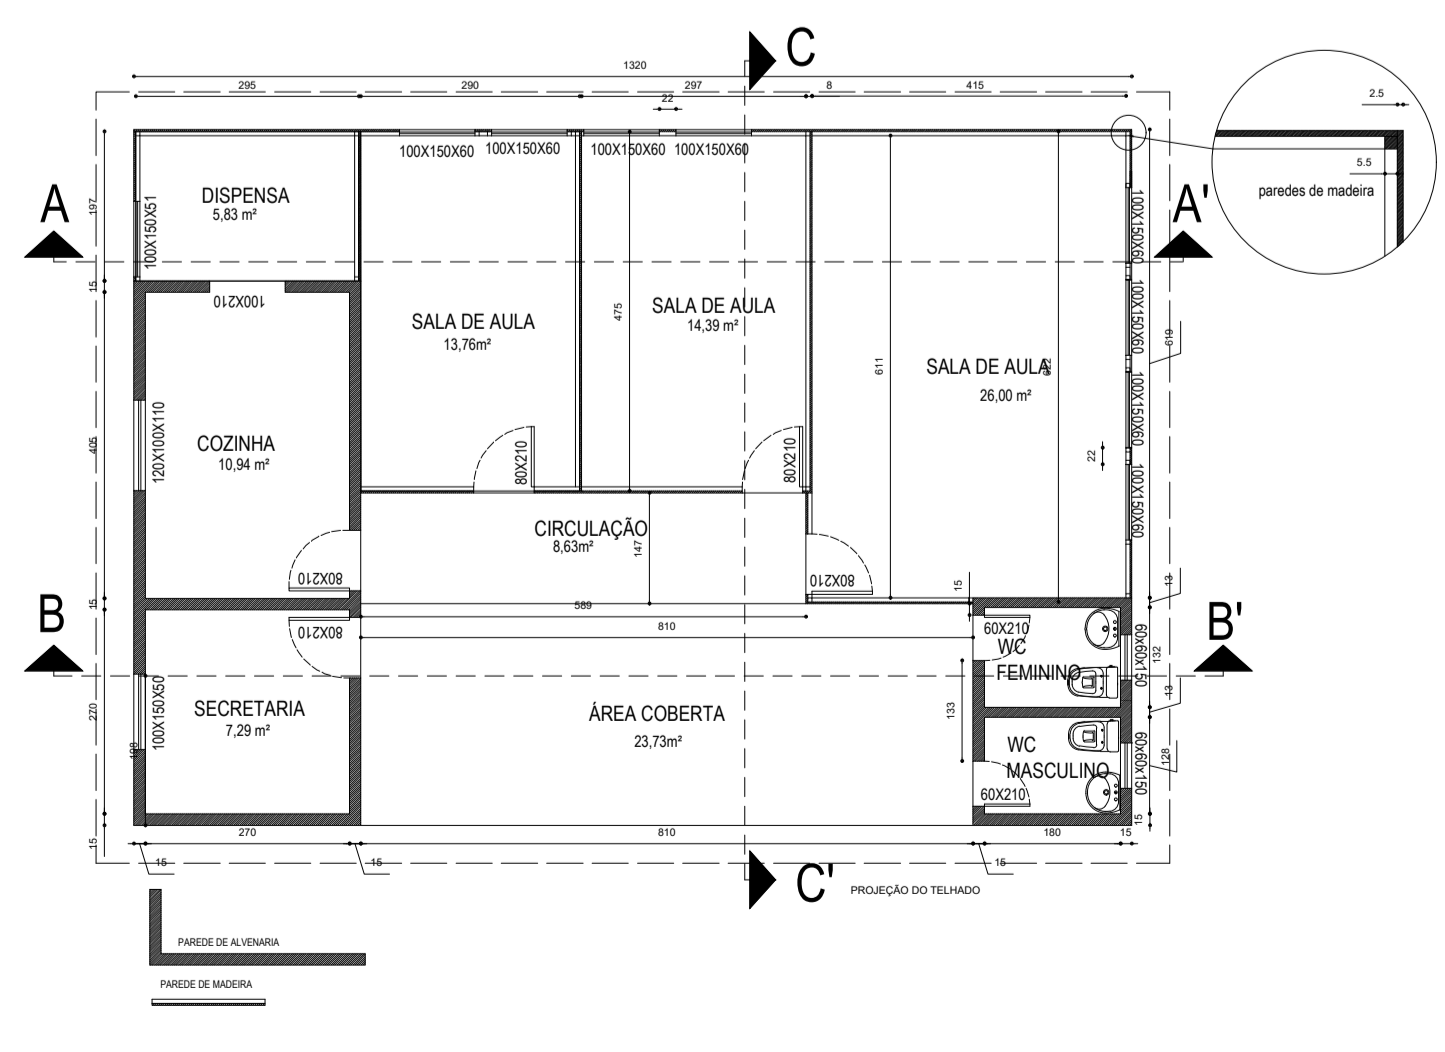 C
1320
295
290
297
8
415
22
2.5
5.5
paredes de madeira
100X150X60
100X150X60
100X150X60
100X150X60
A
A'
197
DISPENSA
5,83 m²
100X150X51
100X150X60
15
100X210
475
SALA DE AULA
13,76m²
SALA DE AULA
14,39 m²
611
SALA DE AULA
26,00 m²
622
100X150X60
619
100X150X60
22
100X150X60
405
COZINHA
10,94 m²
120X100X110
80X210
80X210
CIRCULAÇÃO
8,63m²
147
80X210
80X210
15
13
15
B
B'
589
810
80X210
60X210
WC
FEMININO
60x60x150
132
13
270
SECRETARIA
7,29 m²
100X150X50
198
ÁREA COBERTA
23,73m²
133
WC
MASCULINO
60X210
60x60x150
128
15
15
270
810
180
15
15
15
15
C'
PROJEÇÃO DO TELHADO
PAREDE DE ALVENARIA
PAREDE DE MADEIRA